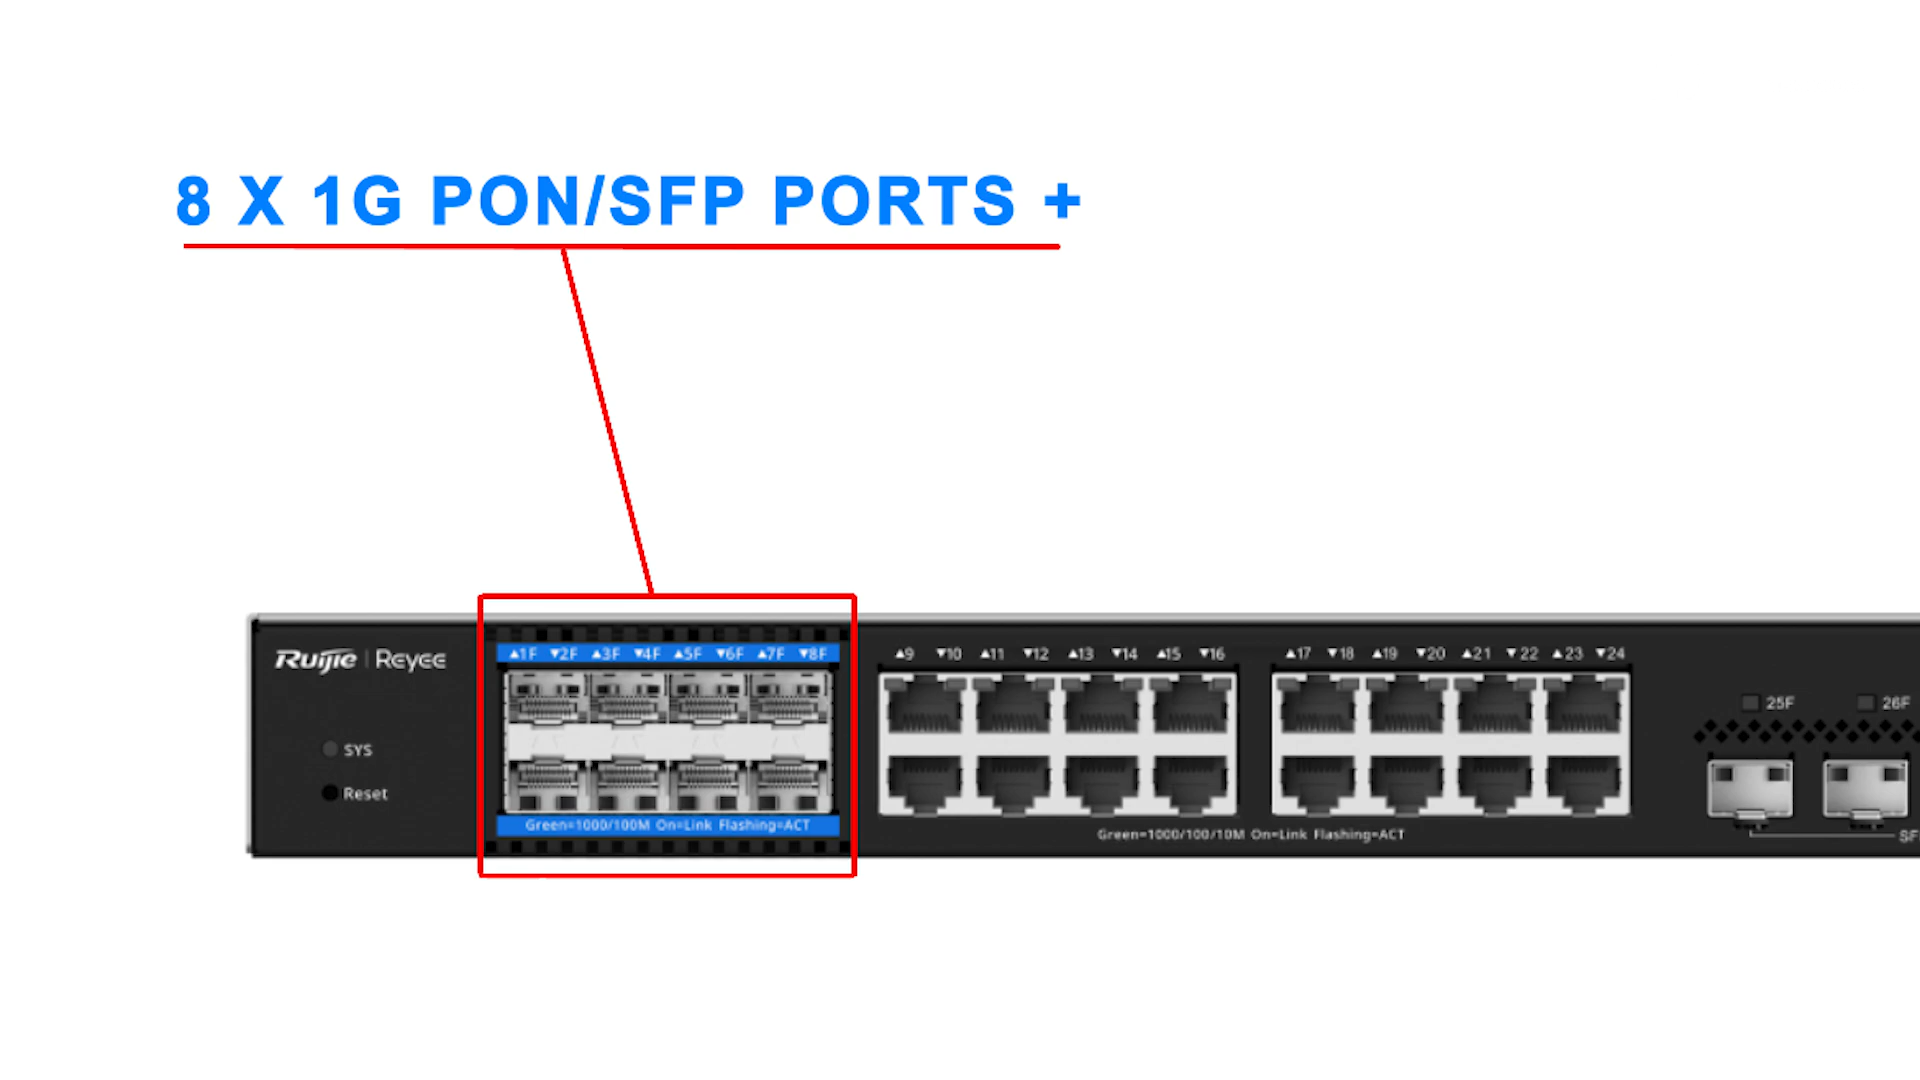 8 X 1G PON/SFP PORTS +
Ruijie | Reyee
▲1F ▼2F ▲3F ▼4F ▲5F ▼6F ▲7F ▼8F
▲9 ▼10 ▲11 ▼12 ▲13 ▼14 ▲15 ▼16
▲17 ▼18 ▲19 ▼20 ▲21 ▼22 ▲23 ▼24
25F 26F
SYS
Reset
Green=1000/100M On=Link Flashing=ACT
Green=1000/100/10M On=Link Flashing=ACT